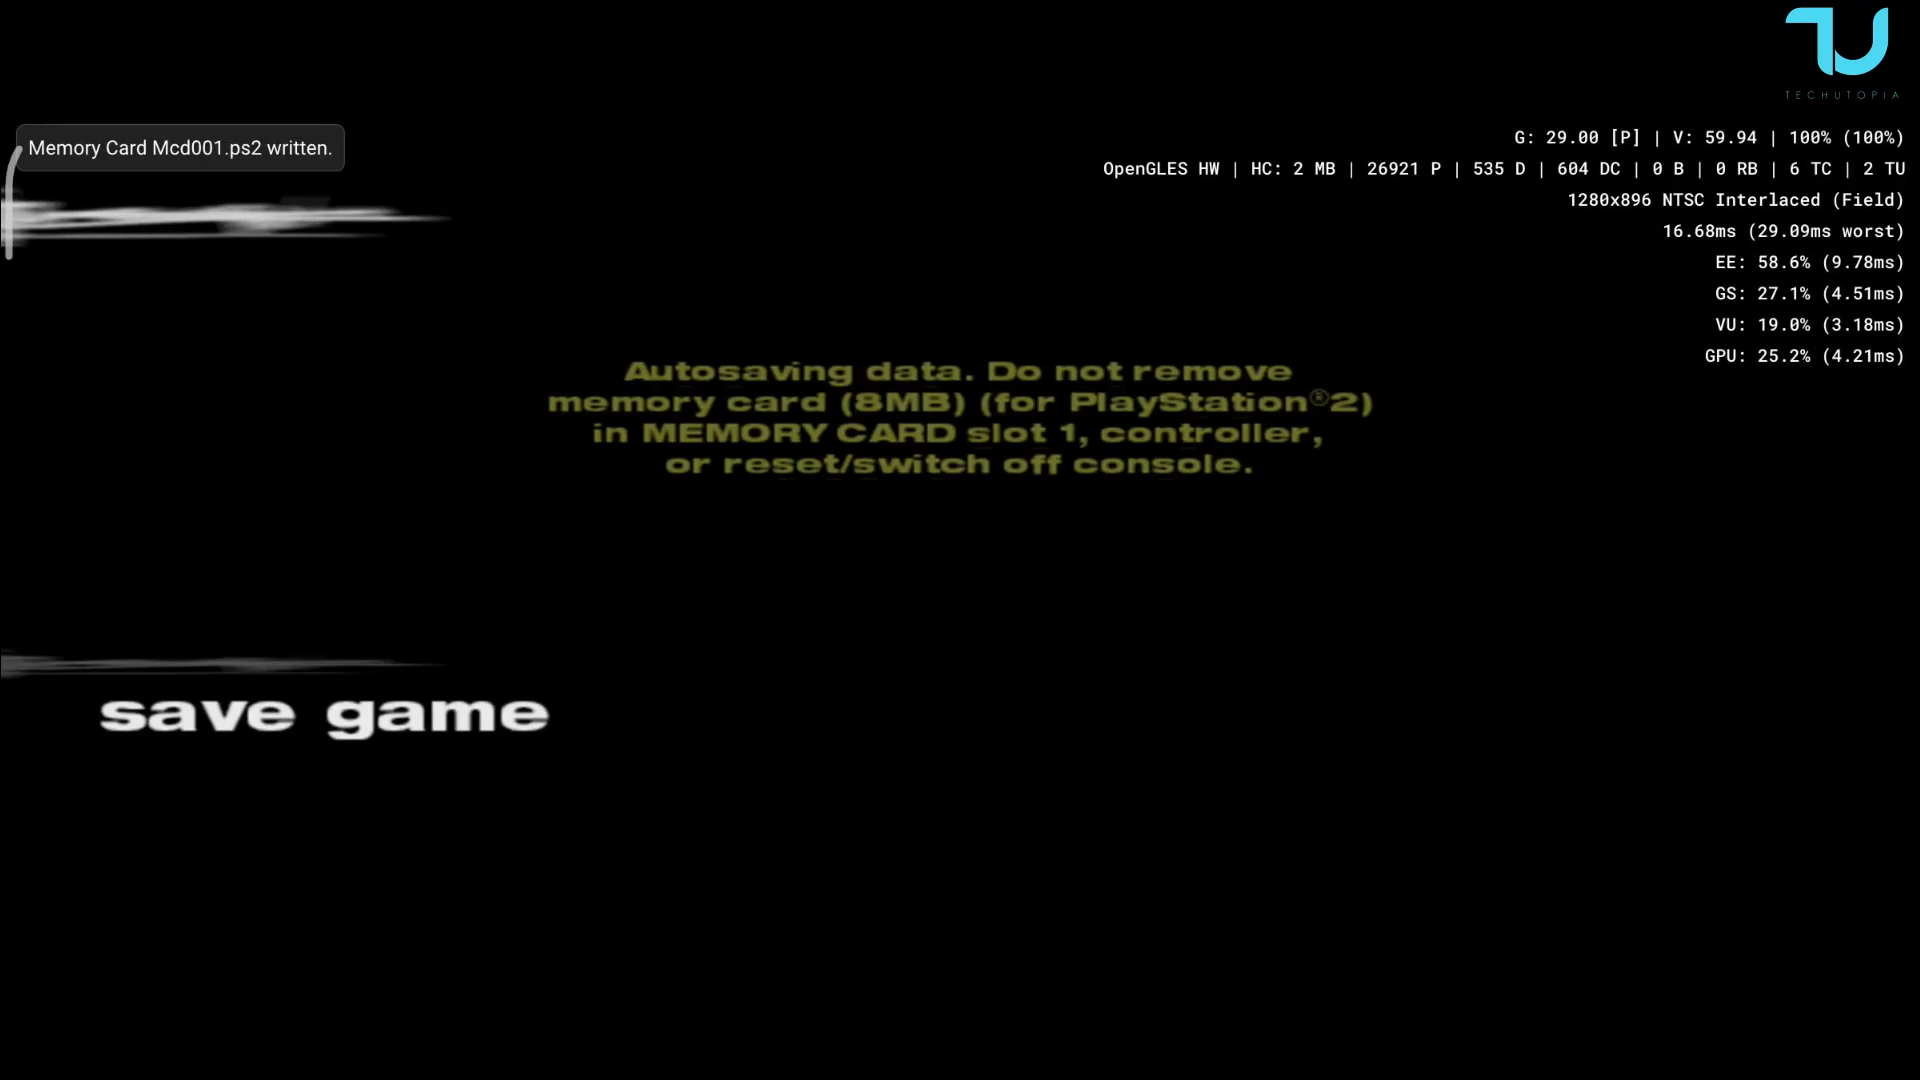 TECHUTOPIA
Memory Card Mcd001.ps2 written.
G: 29.00 [P] | V: 59.94 | 100% (100%)
OpenGLES HW | HC: 2 MB | 26921 P | 535 D | 604 DC | 0 B | 0 RB | 6 TC | 2 TU
1280x896 NTSC Interlaced (Field)
16.68ms (29.09ms worst)
EE: 58.6% (9.78ms)
GS: 27.1% (4.51ms)
VU: 19.0% (3.18ms)
GPU: 25.2% (4.21ms)
Autosaving data. Do not remove
memory card (8MB) (for PlayStation®2)
in MEMORY CARD slot 1, controller,
or reset/switch off console.
save game